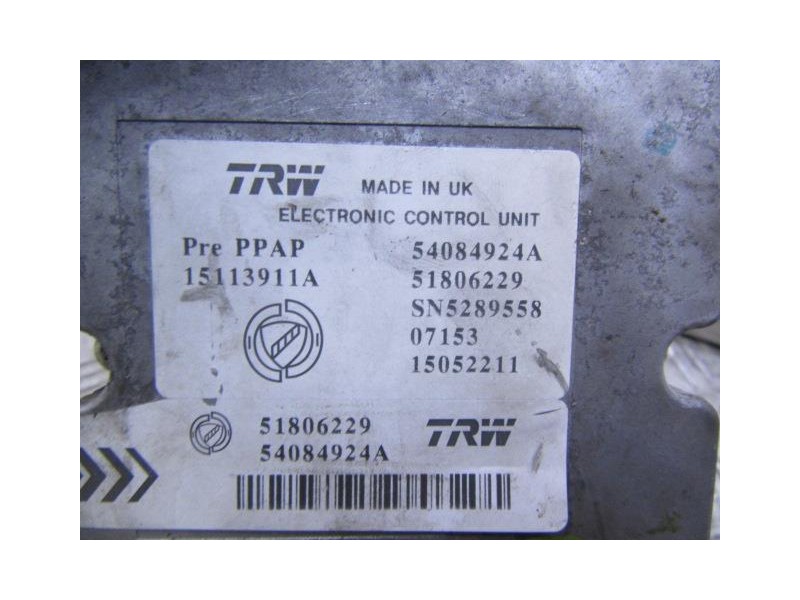 TRW MADE IN UK
ELECTRONIC CONTROL UNIT
Pre PPAP 54084924A
15113911A 51806229
SN5289558
07153
15052211
51806229 TRW
54084924A